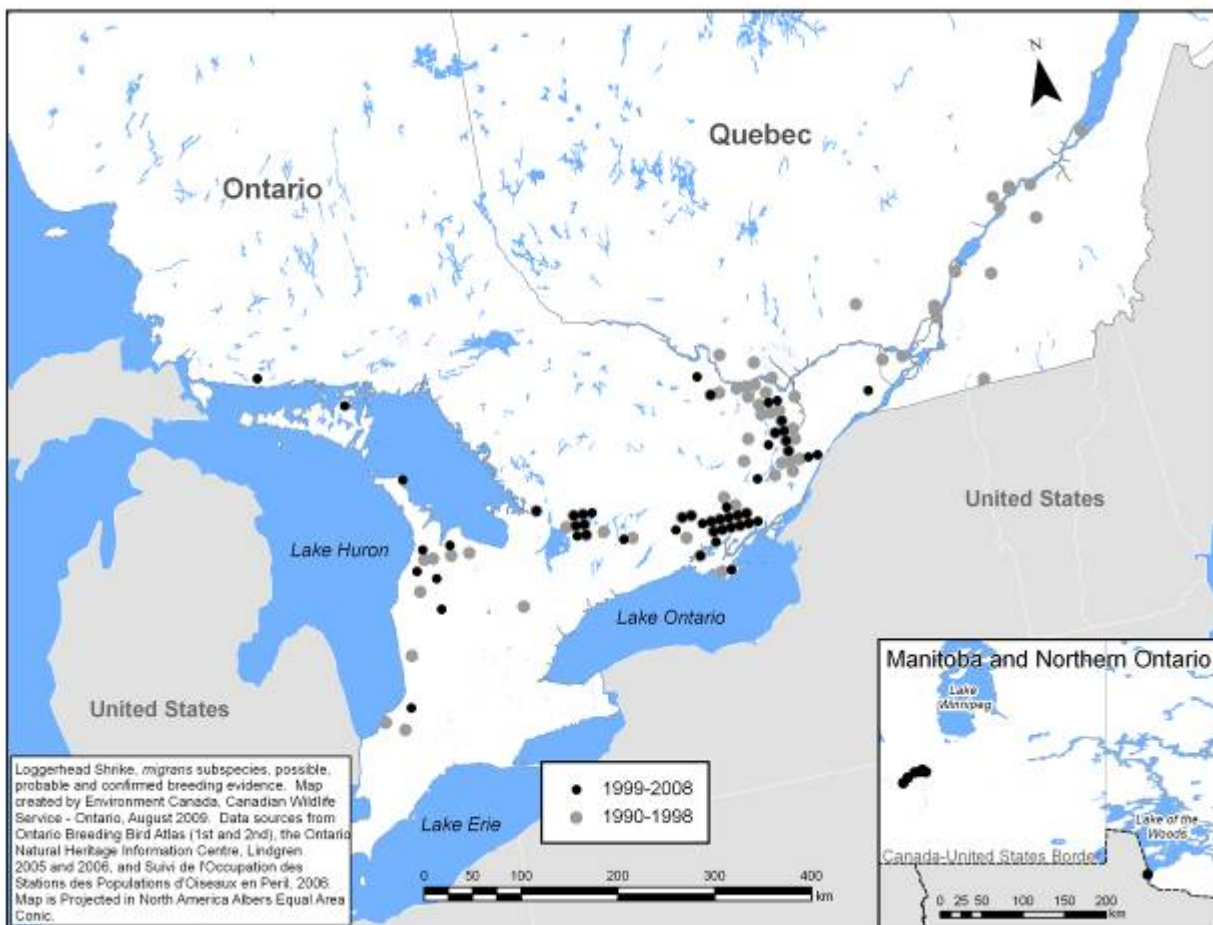 N
Quebec
Ontario
United States
Lake Huron
Lake Ontario
United States
Lake Erie
Loggerhead Shrike, migrans subspecies, possible,
probable and confirmed breeding evidence. Map
created by Environment Canada, Canadian Wildlife
Service - Ontario, August 2009. Data sources from
Ontario Breeding Bird Atlas (1st and 2nd), the Ontario
Natural Heritage Information Centre, Lindgren
2005 and 2006, and Suivi de l'Occupation des
Stations des Populations d'Oiseaux en Peril, 2006.
Map is Projected in North America Albers Equal Area
Conic.
1999-2008
1990-1998
0 50 100 200 300 400
km
Manitoba and Northern Ontario
Lake
Winnipeg
Lake of the
Woods
Canada-United States Border
0 25 50 100 150 200
km